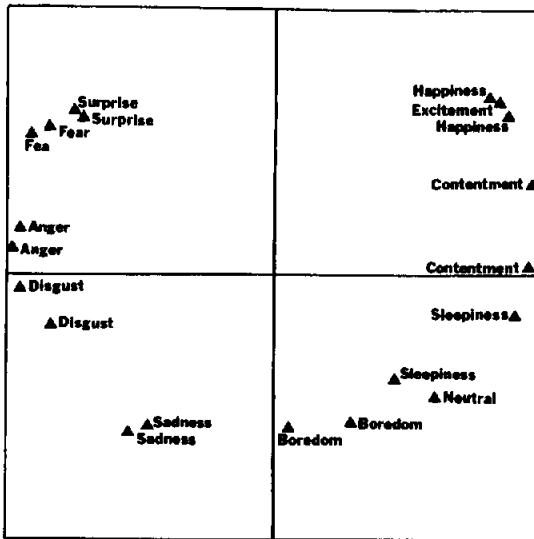 Happiness
Surprise
Excitement
Surprise
Happiness
Fear
Fea
Contentment
Anger
Anger
Contentment
Disgust
Sleepiness
Disgust
Sleepiness
Neutral
Sadness
Boredom
Sadness
Boredom